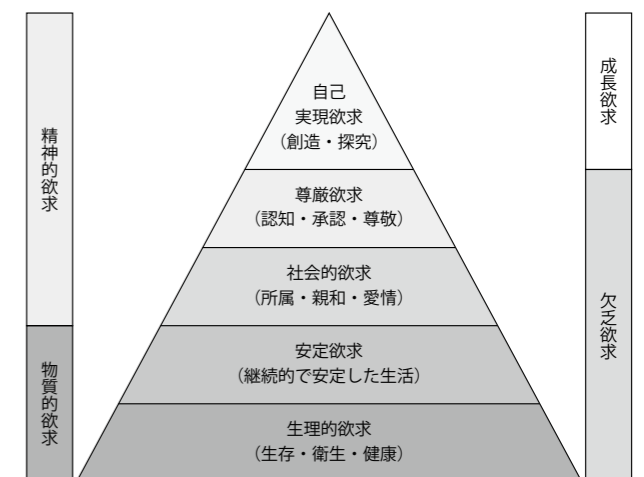 精神的欲求
物質的欲求
自己
実現欲求
（創造・探究）
尊厳欲求
（認知・承認・尊敬）
社会的欲求
（所属・親和・愛情）
安定欲求
（継続的で安定した生活）
生理的欲求
（生存・衛生・健康）
成長欲求
欠乏欲求